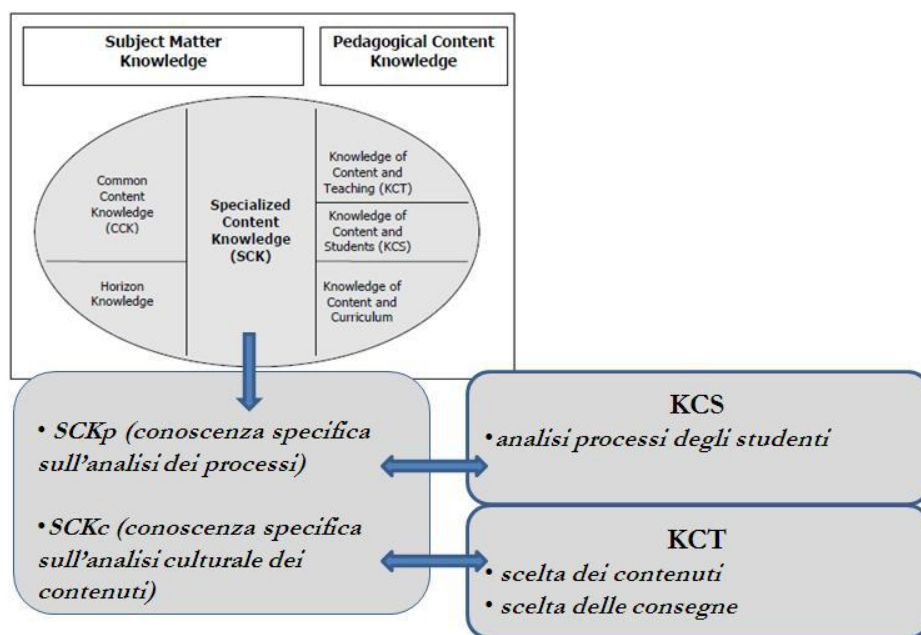 Subject Matter
Knowledge
Pedagogical Content
Knowledge
Common
Content
Knowledge
(CCK)
Horizon
Knowledge
Specialized
Content
Knowledge
(SCK)
Knowledge of
Content and
Teaching (KCT)
Knowledge of
Content and
Students (KCS)
Knowledge of
Content and
Curriculum
• SCKp (conoscenza specifica
sull'analisi dei processi)
• SCKc (conoscenza specifica
sull'analisi culturale dei
contenuti)
KCS
• analisi processi degli studenti
KCT
• scelta dei contenuti
• scelta delle consegne